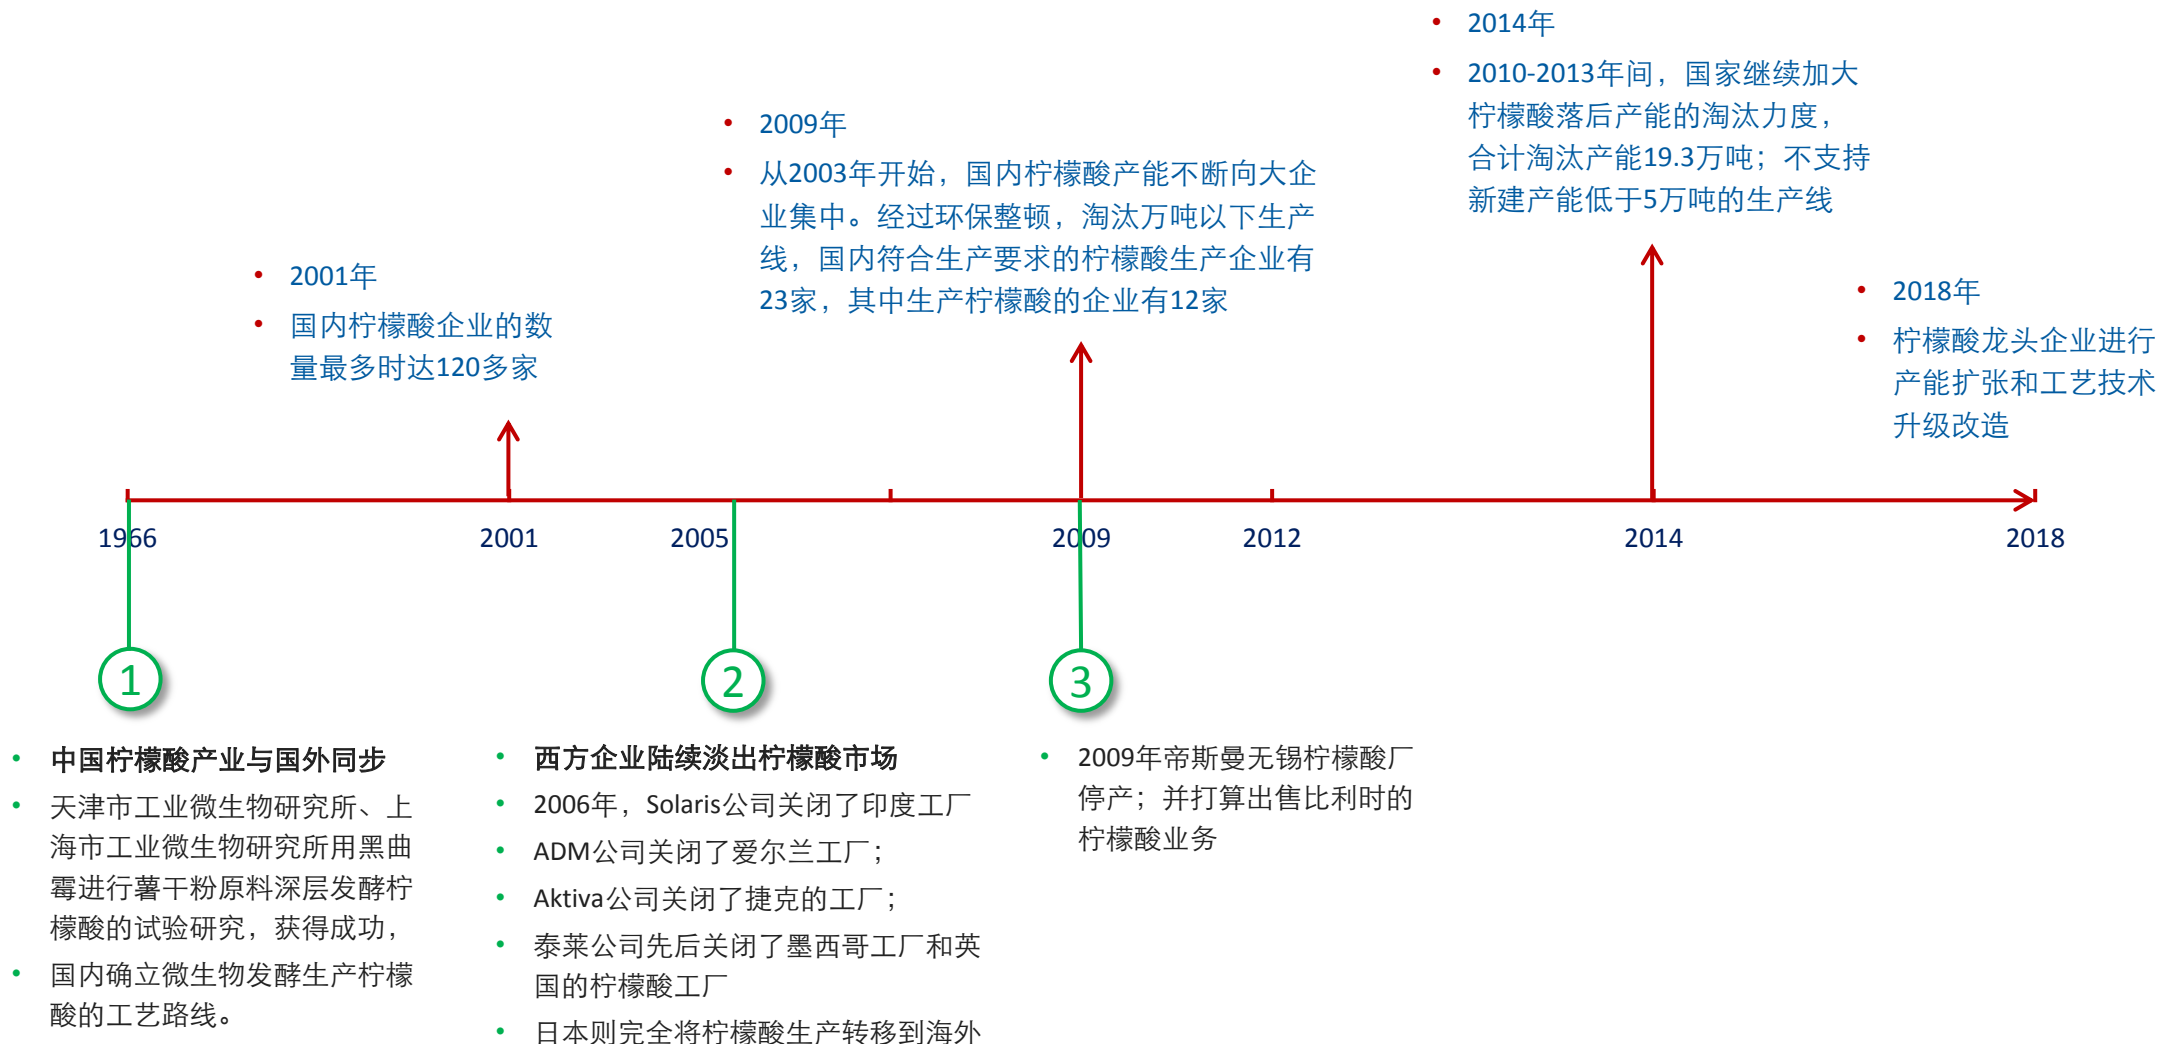 • 2014年
• 2010-2013年间，国家继续加大
柠檬酸落后产能的淘汰力度，
合计淘汰产能19.3万吨；不支持
新建产能低于5万吨的生产线
• 2009年
• 从2003年开始，国内柠檬酸产能不断向大企
业集中。经过环保整顿，淘汰万吨以下生产
线，国内符合生产要求的柠檬酸生产企业有
23家，其中生产柠檬酸的企业有12家
• 2001年
• 国内柠檬酸企业的数
量最多时达120多家
• 2018年
• 柠檬酸龙头企业进行
产能扩张和工艺技术
升级改造
1966
2001
2005
2009
2012
2014
2018
1
2
3
• 中国柠檬酸产业与国外同步
• 天津市工业微生物研究所、上
海市工业微生物研究所用黑曲
霉进行薯干粉原料深层发酵柠
檬酸的试验研究，获得成功，
• 国内确立微生物发酵生产柠檬
酸的工艺路线。
• 西方企业陆续淡出柠檬酸市场
• 2006年，Solaris公司关闭了印度工厂
• ADM公司关闭了爱尔兰工厂；
• Aktiva公司关闭了捷克的工厂；
• 泰莱公司先后关闭了墨西哥工厂和英
国的柠檬酸工厂
• 日本则完全将柠檬酸生产转移到海外
• 2009年帝斯曼无锡柠檬酸厂
停产；并打算出售比利时的
柠檬酸业务